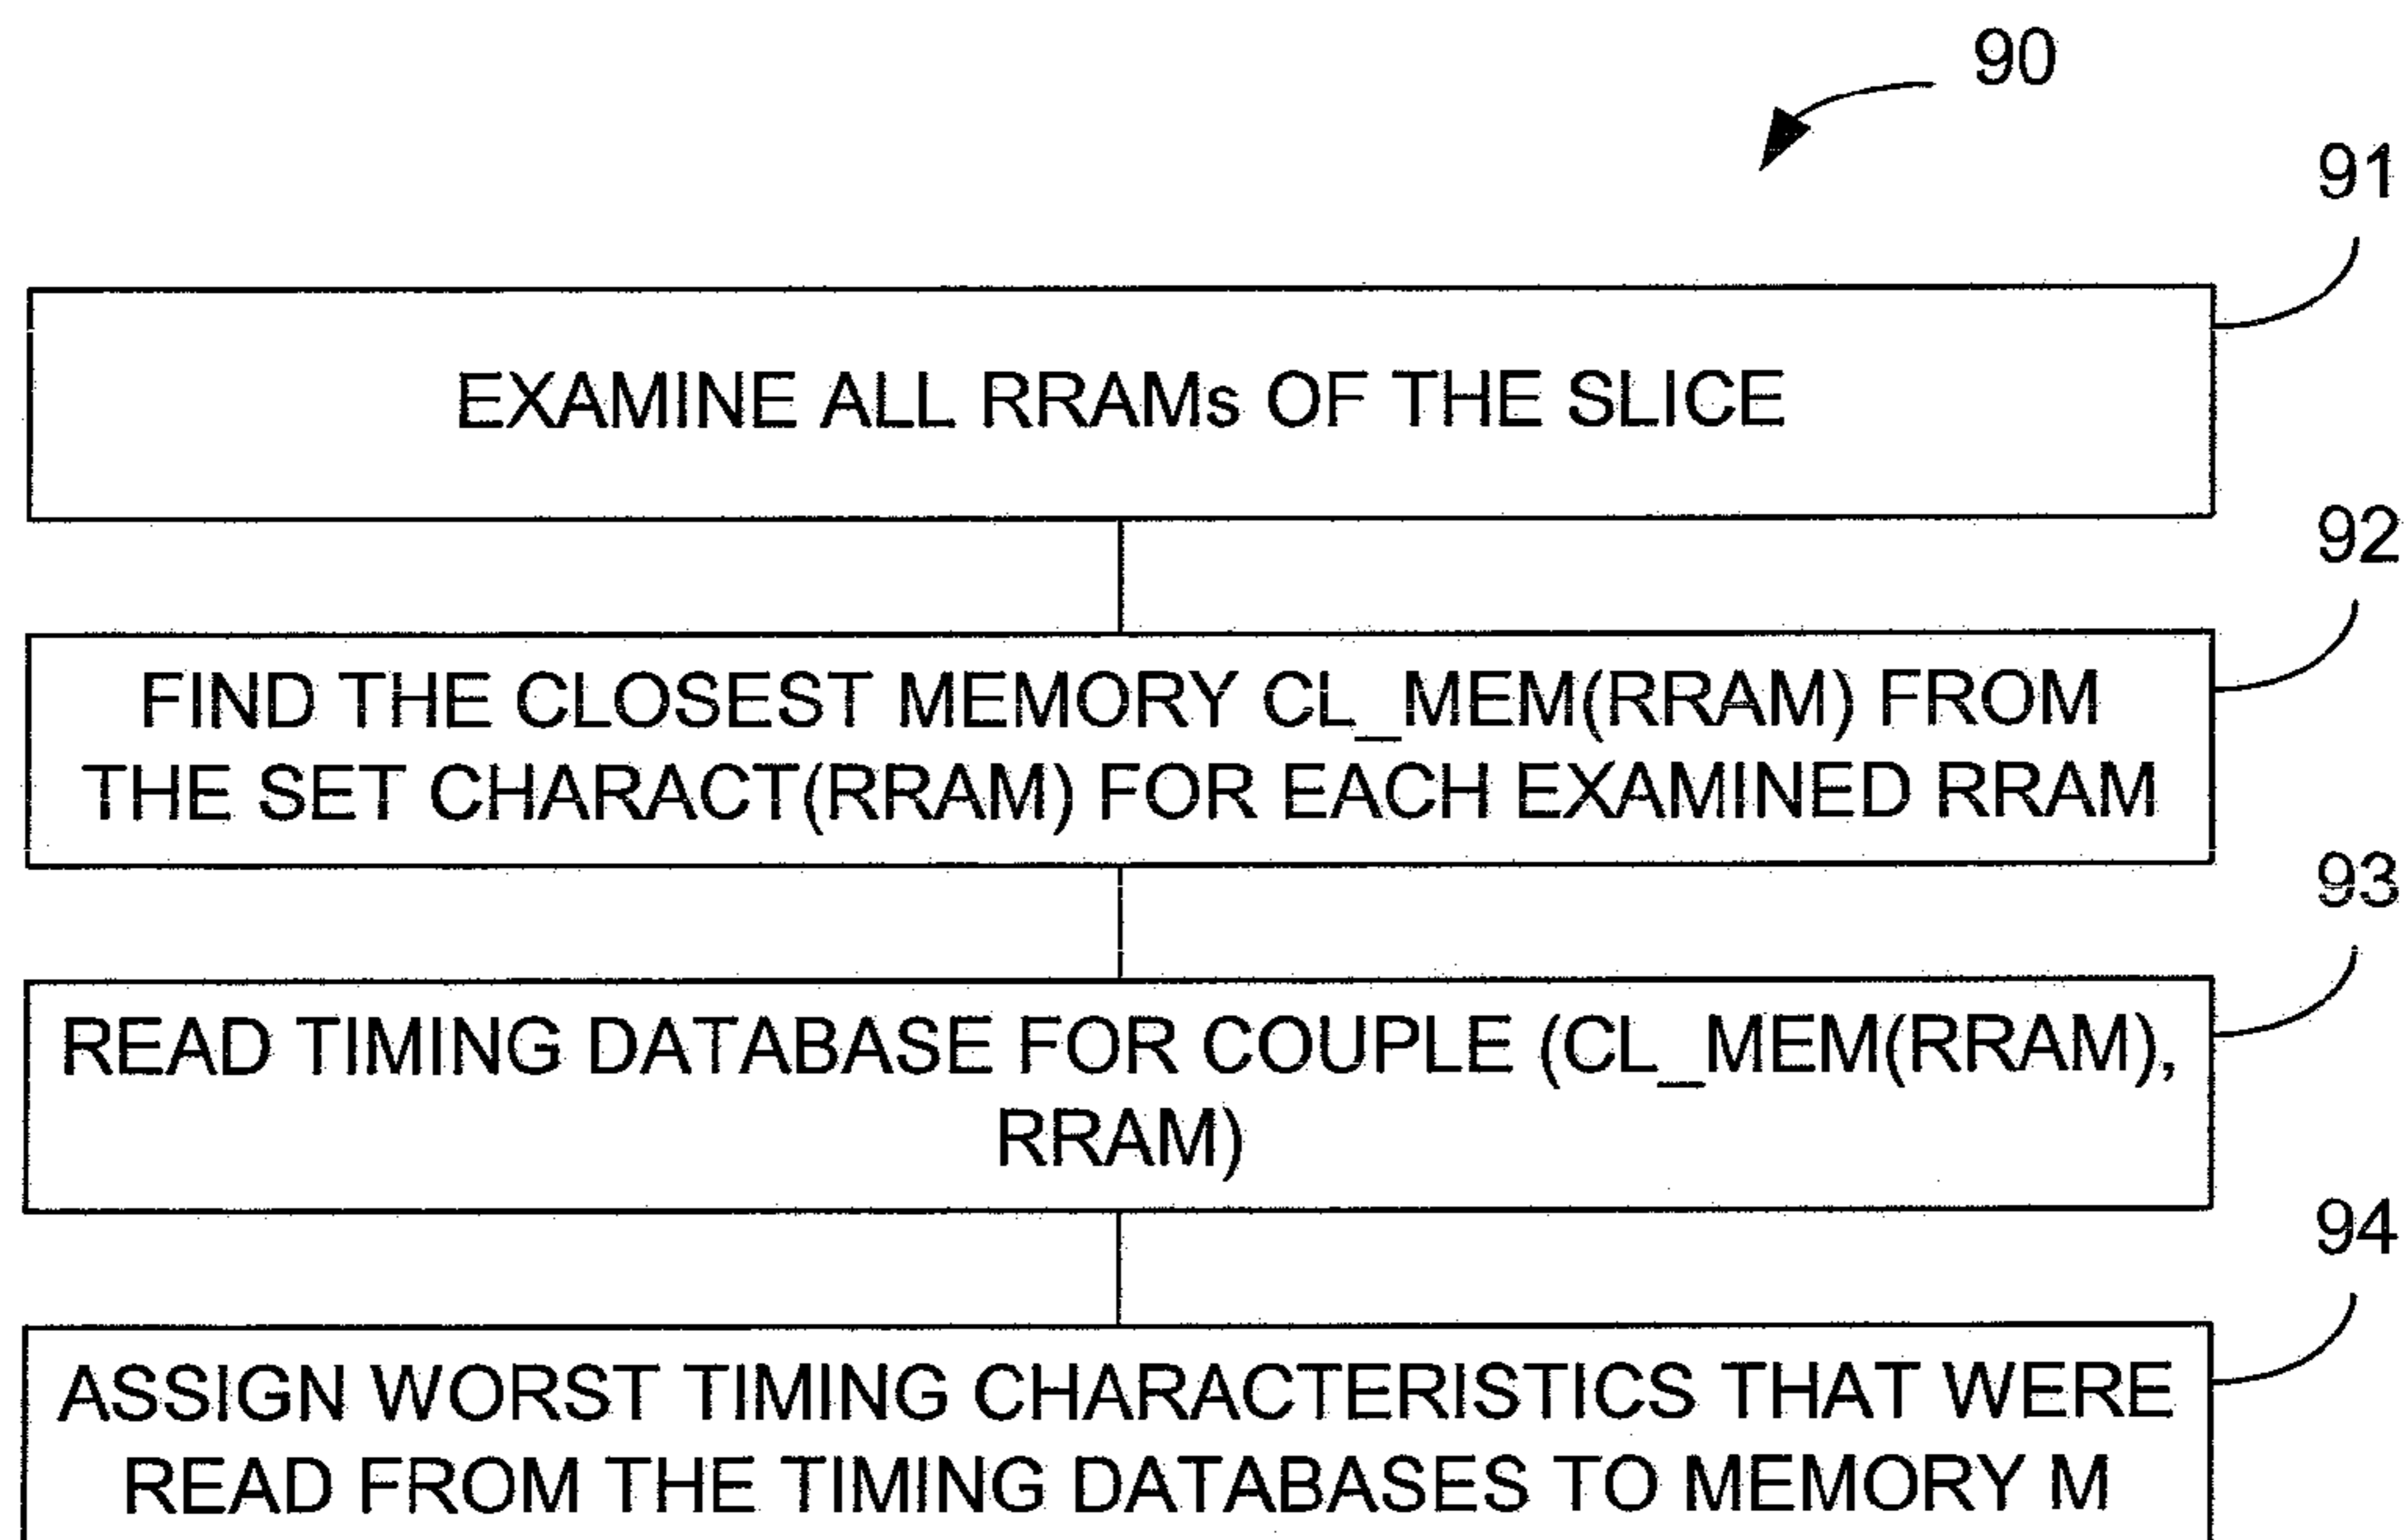 90
91
EXAMINE ALL RRAMs OF THE SLICE
92
FIND THE CLOSEST MEMORY CL_MEM(RRAM) FROM
THE SET CHARACT(RRAM) FOR EACH EXAMINED RRAM
93
READ TIMING DATABASE FOR COUPLE (CL_MEM(RRAM),
RRAM)
94
ASSIGN WORST TIMING CHARACTERISTICS THAT WERE
READ FROM THE TIMING DATABASES TO MEMORY M